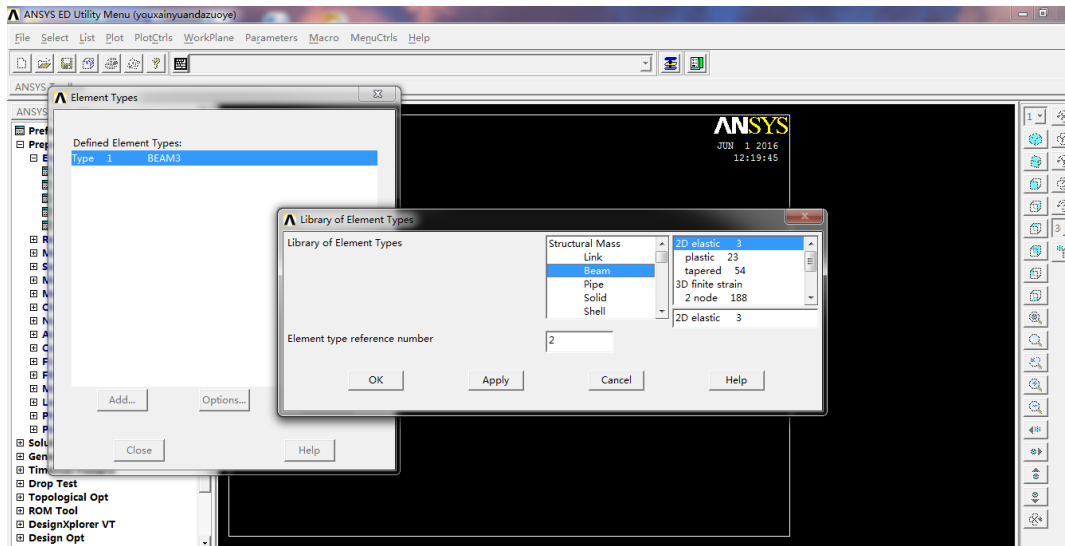 ANSYS ED Utility Menu (youxainyuandazuoye)
File Select List Plot PlotCtrls WorkPlane Parameters Macro MenuCtrls Help
ANSYS
Element Types
ANSYS
Defined Element Types:
Type 1 BEAM3
ANSYS
JUN 1 2016
12:19:45
1
3
Library of Element Types
Library of Element Types
Structural Mass
Link
Beam
Pipe
Solid
Shell
2D elastic 3
plastic 23
tapered 54
3D finite strain
2 node 188
2D elastic 3
Element type reference number
2
OK Apply Cancel Help
Add... Options...
Close Help
Drop Test
Topological Opt
ROM Tool
DesignXplorer VT
Design Opt